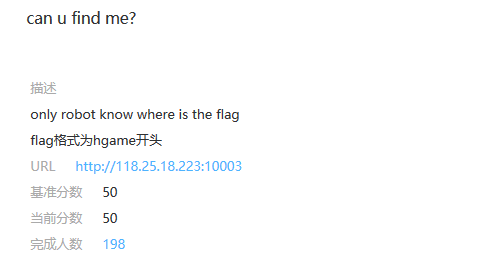 can u find me?
描述
only robot know where is the flag
flag格式为hgame开头
URL http://118.25.18.223:10003
基准分数 50
当前分数 50
完成人数 198